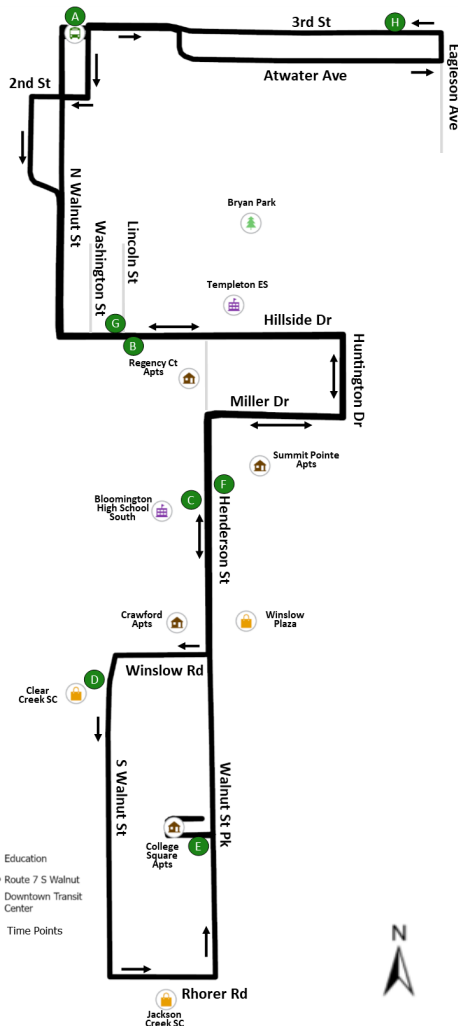 A
3rd St
H
Atwater Ave
Eagleson Ave
2nd St
N Walnut St
Bryan Park
Washington St
Lincoln St
Templeton ES
G
B
Hillside Dr
Huntington Dr
Regency Ct
Apts
Miller Dr
Summit Pointe
Apts
F
C
Bloomington
High School
South
Henderson St
Crawford
Apts
Winslow
Plaza
Winslow Rd
D
Clear
Creek SC
S Walnut St
Walnut St Pk
College
Square
Apts
E
Education
Route 7 S Walnut
Downtown Transit
Center
Time Points
N
Rhorer Rd
Jackson
Creek SC